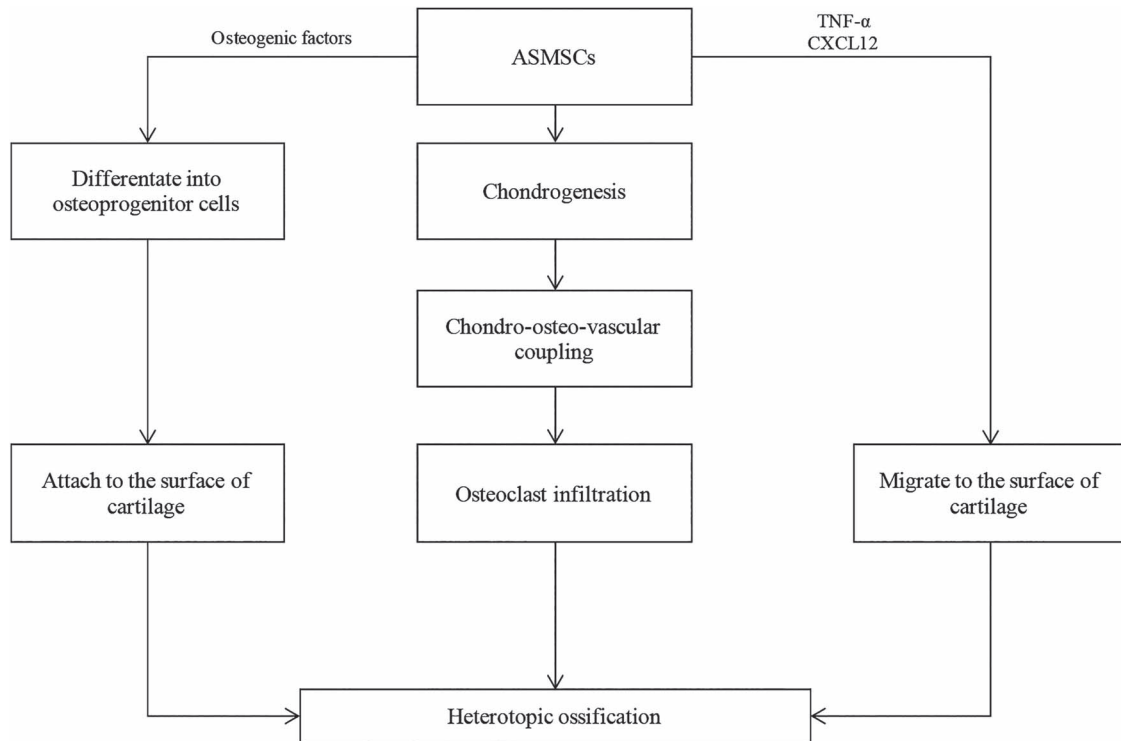 Osteogenic factors
ASMSCs
TNF-α
CXCL12
Differentate into
osteoprogenitor cells
Chondrogenesis
Chondro-osteo-vascular
coupling
Attach to the surface of
cartilage
Osteoclast infiltration
Migrate to the surface of
cartilage
Heterotopic ossification